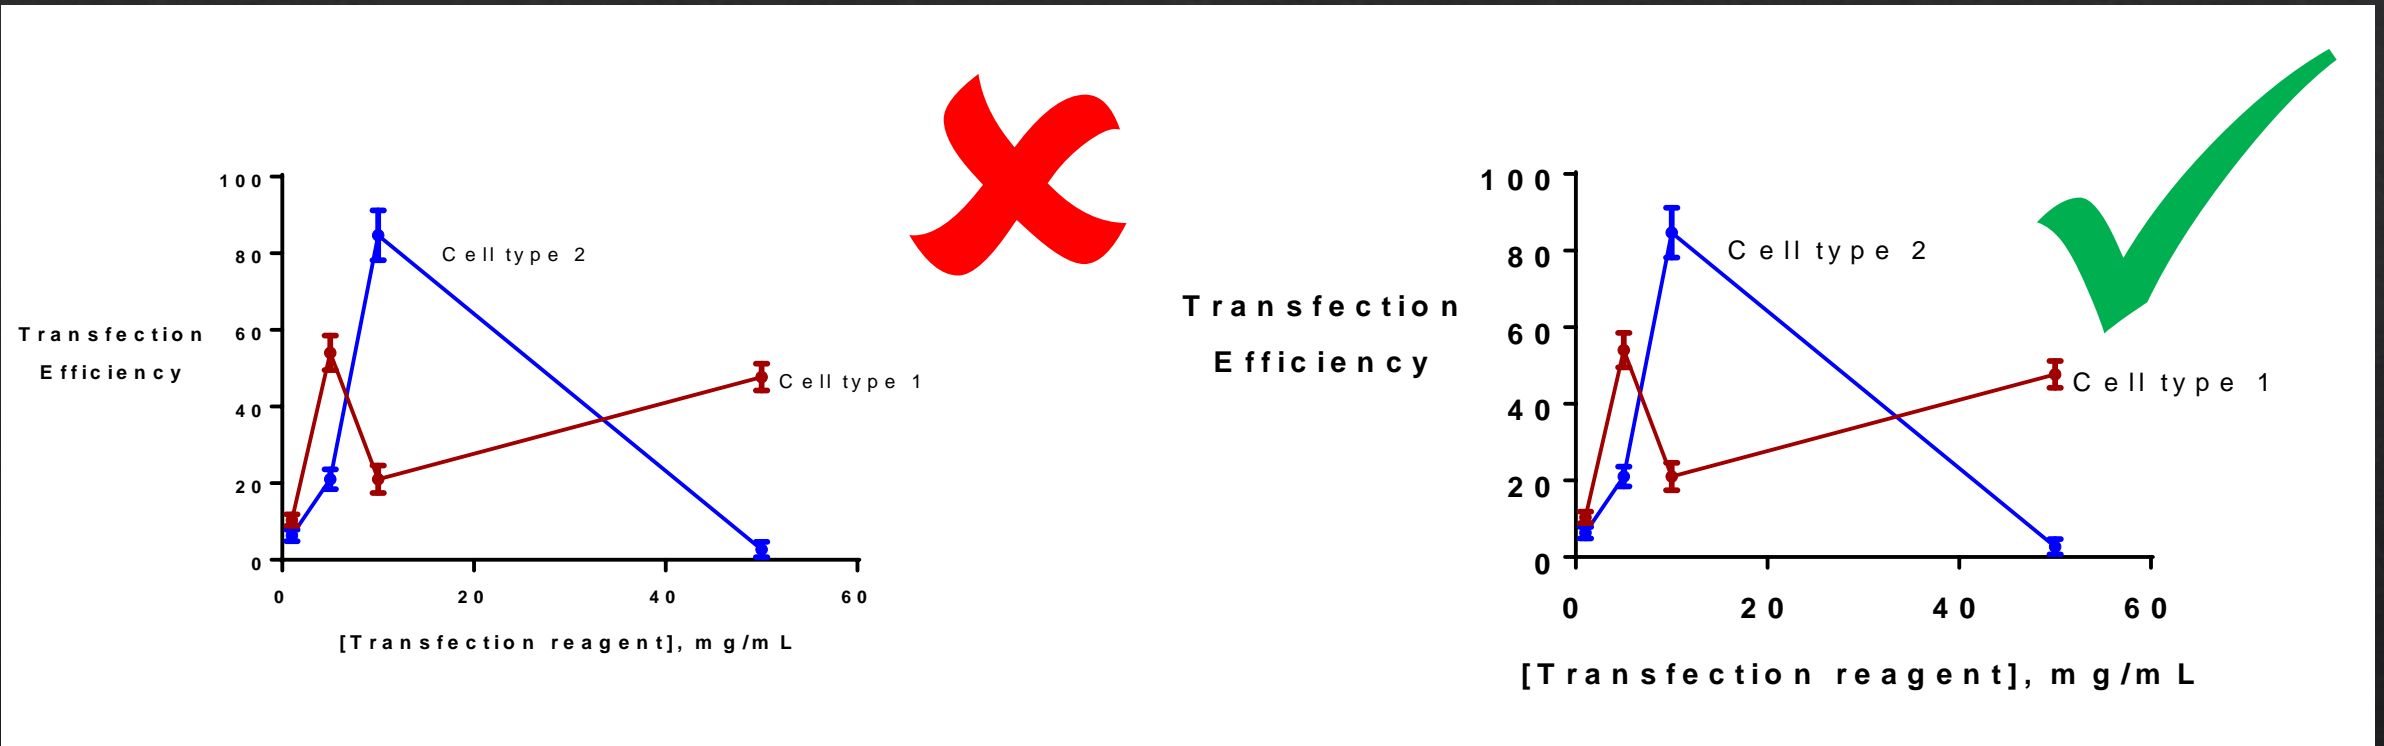 100
80
60
40
20
0
Transfection
Efficiency
Cell type 2
Cell type 1
0 20 40 60
[Transfection reagent], mg/mL
100
80
60
40
20
0
Transfection
Efficiency
Cell type 2
Cell type 1
0 20 40 60
[Transfection reagent], mg/mL